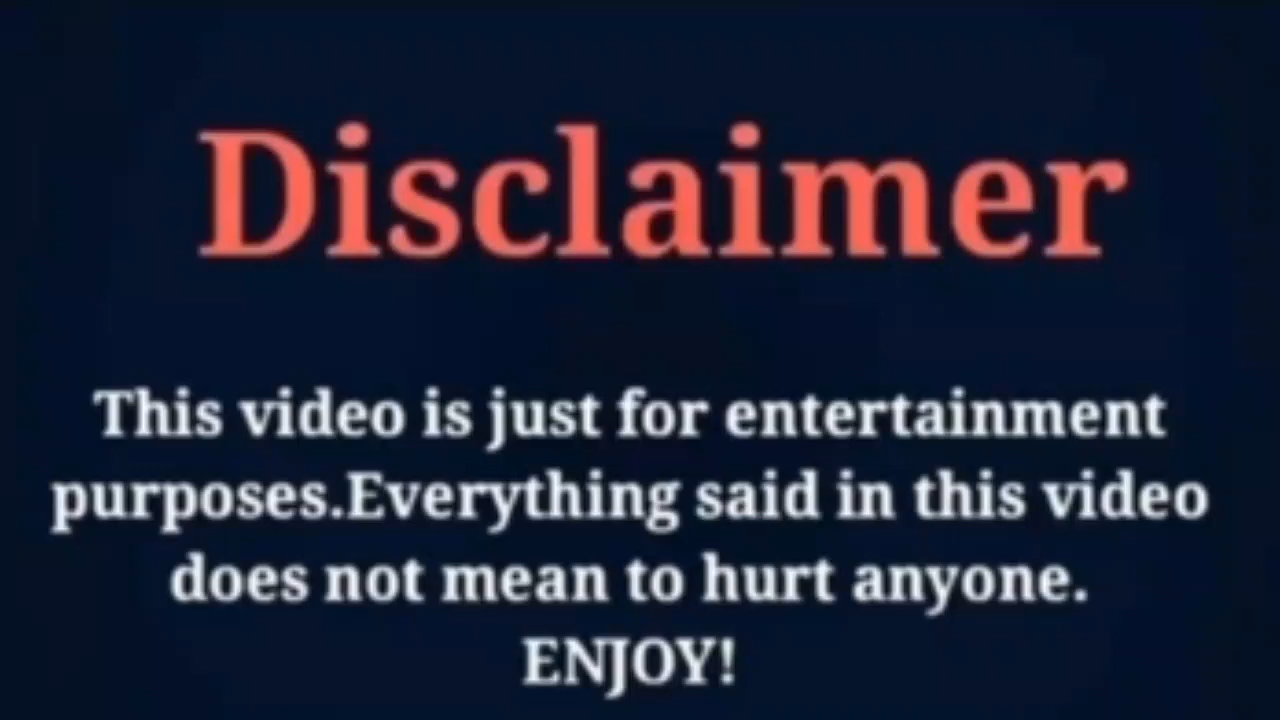 Disclaimer
This video is just for entertainment
purposes.Everything said in this video
does not mean to hurt anyone.
ENJOY!